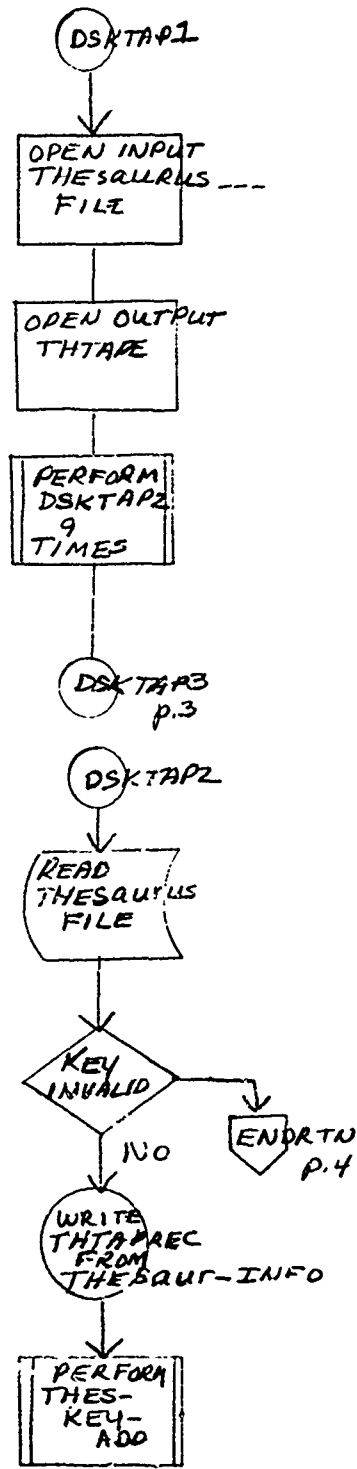 DSKTAP1
OPEN INPUT
THESAURUS ---
FILE
OPEN OUTPUT
THTAPE
PERFORM
DSKTAP2
9
TIMES
DSKTAP3
p.3
DSKTAP2
READ
THESAURUS
FILE
KEY
INVALID
NO
ENDRTN
p.4
WRITE
THTAPREC
FROM
THESAUR-INFO
PERFORM
THES-
KEY-
ADD